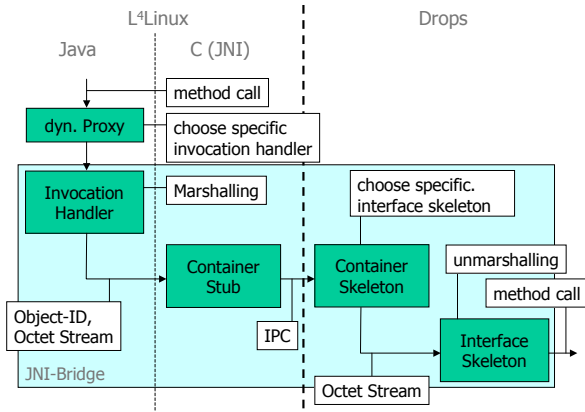 L⁴Linux
Drops
Java
C (JNI)
method call
dyn. Proxy
choose specific
invocation handler
Invocation
Handler
Marshalling
choose specific.
interface skeleton
Container
Stub
Container
Skeleton
unmarshalling
method call
Object-ID,
Octet Stream
IPC
Interface
Skeleton
JNI-Bridge
Octet Stream